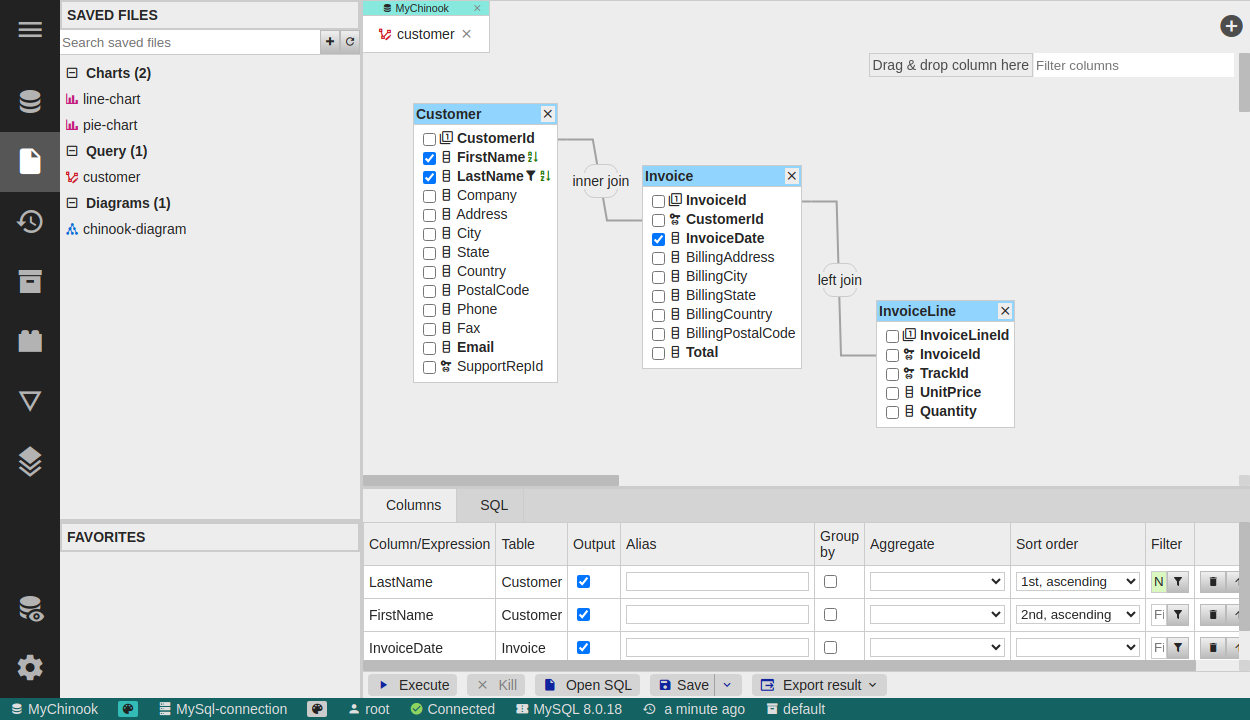 SAVED FILES
Search saved files
Charts (2)
line-chart
pie-chart
Query (1)
customer
Diagrams (1)
chinook-diagram
FAVORITES
MyChinook
customer
Drag & drop column here
Filter columns
Customer
CustomerId
FirstName
LastName
Company
Address
City
State
Country
PostalCode
Phone
Fax
Email
SupportRepId
inner join
Invoice
InvoiceId
CustomerId
InvoiceDate
BillingAddress
BillingCity
BillingState
BillingCountry
BillingPostalCode
Total
left join
InvoiceLine
InvoiceLineId
InvoiceId
TrackId
UnitPrice
Quantity
Columns SQL
Column/Expression Table Output Alias Group by Aggregate Sort order Filter
LastName Customer 1st, ascending N
FirstName Customer 2nd, ascending Fi
InvoiceDate Invoice Fi
Execute Kill Open SQL Save Export result
MyChinook MySql-connection root Connected MySQL 8.0.18 a minute ago default